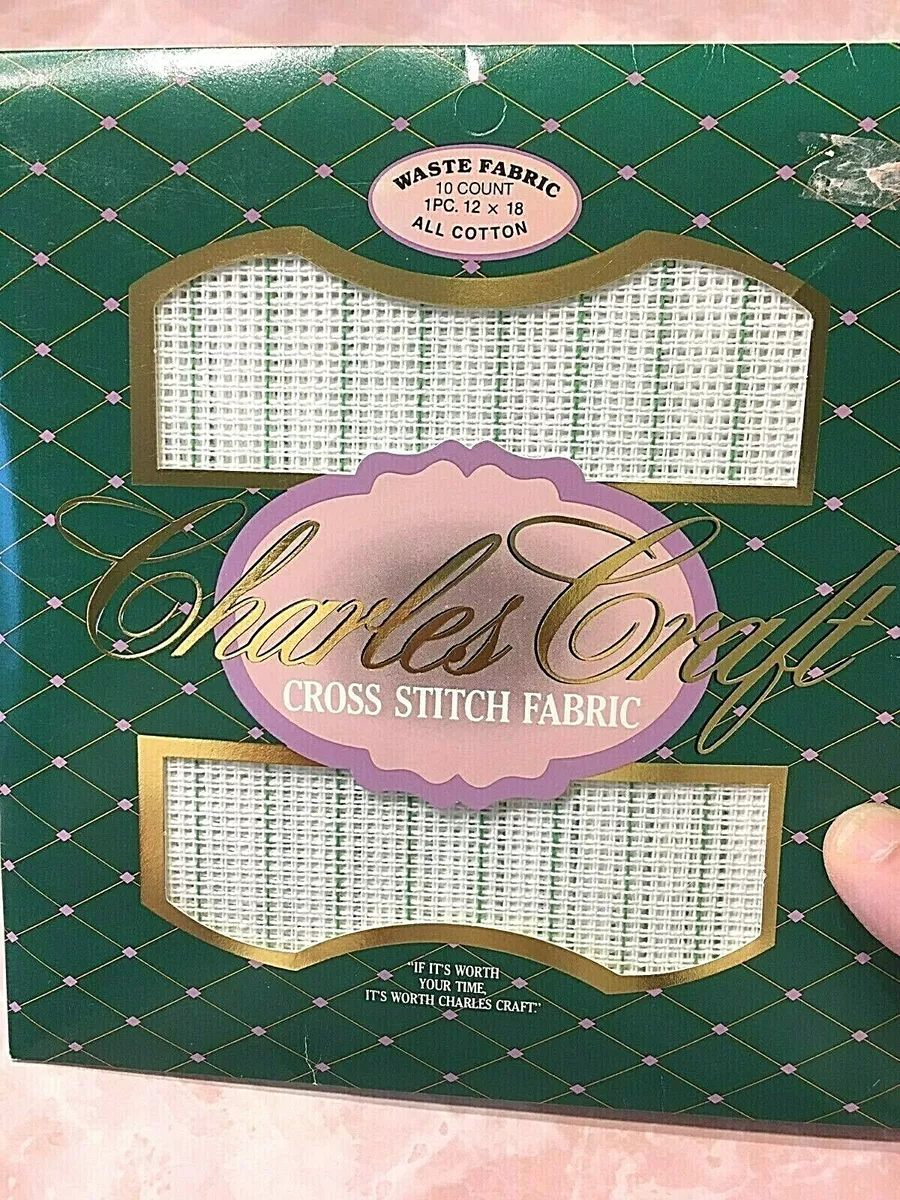 WASTE FABRIC
10 COUNT
1PC. 12 × 18
ALL COTTON
Charles Craft
CROSS STITCH FABRIC
“IF IT'S WORTH
YOUR TIME,
IT'S WORTH CHARLES CRAFT.”